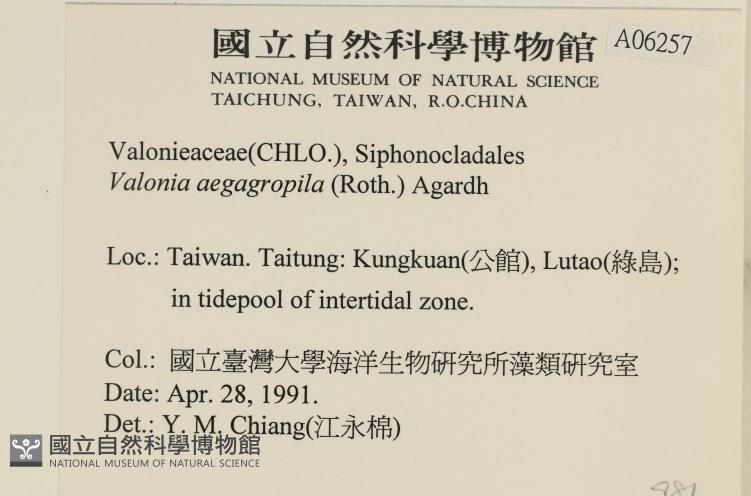 國立自然科學博物館
A06257
NATIONAL MUSEUM OF NATURAL SCIENCE
TAICHUNG, TAIWAN, R.O.CHINA
Valonieaceae(CHLO.), Siphonocladales
Valonia aegagropila (Roth.) Agardh
Loc.: Taiwan. Taitung: Kungkuan(公館), Lutao(綠島);
in tidepool of intertidal zone.
Col.: 國立臺灣大學海洋生物研究所藻類研究室
Date: Apr. 28, 1991.
Det.: Y. M. Chiang(江永棉)
國立自然科學博物館
NATIONAL MUSEUM OF NATURAL SCIENCE